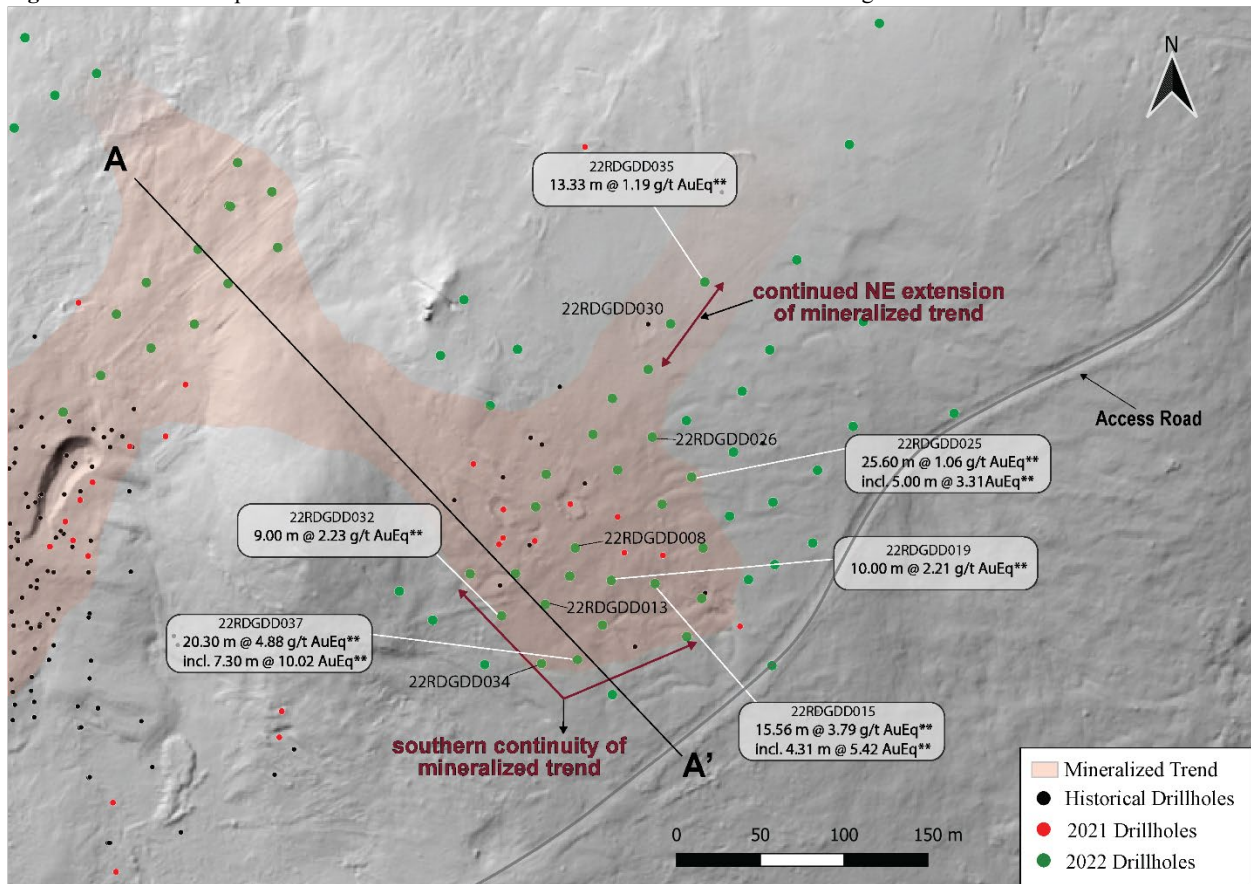 N
A
22RDGDD035
13.33 m @ 1.19 g/t AuEq**
22RDGDD030
continued NE extension
of mineralized trend
Access Road
22RDGDD026
22RDGDD025
25.60 m @ 1.06 g/t AuEq**
incl. 5.00 m @ 3.31AuEq**
22RDGDD032
9.00 m @ 2.23 g/t AuEq**
22RDGDD008
22RDGDD019
10.00 m @ 2.21 g/t AuEq**
22RDGDD013
22RDGDD037
20.30 m @ 4.88 g/t AuEq**
incl. 7.30 m @ 10.02 AuEq**
22RDGDD034
22RDGDD015
15.56 m @ 3.79 g/t AuEq**
incl. 4.31 m @ 5.42 AuEq**
southern continuity of
mineralized trend
A'
0 50 100 150 m
Mineralized Trend
Historical Drillholes
2021 Drillholes
2022 Drillholes